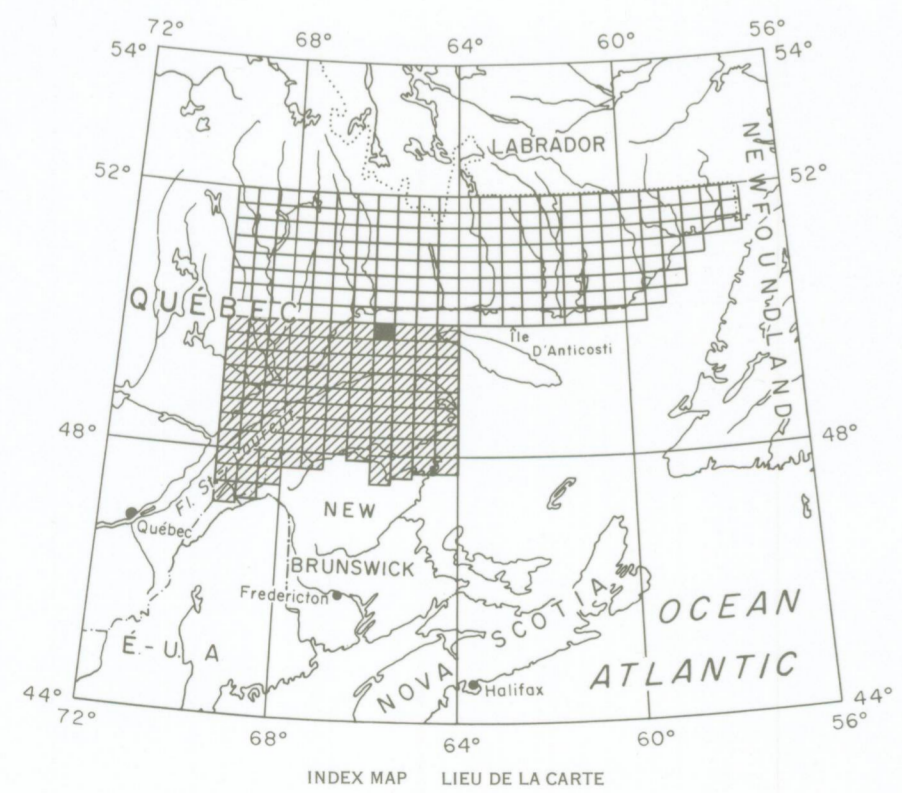 72°
68°
64°
60°
56°
54°
54°
LABRADOR
52°
52°
NEWFOUNDLAND
QUÉBEC
Île
D'Anticosti
48°
48°
Fl. St. Laurent
Québec
NEW
BRUNSWICK
Fredericton
É.-U. A
NOVA SCOTIA
Halifax
OCEAN
ATLANTIC
44°
44°
72°
68°
64°
60°
56°
INDEX MAP LIEU DE LA CARTE